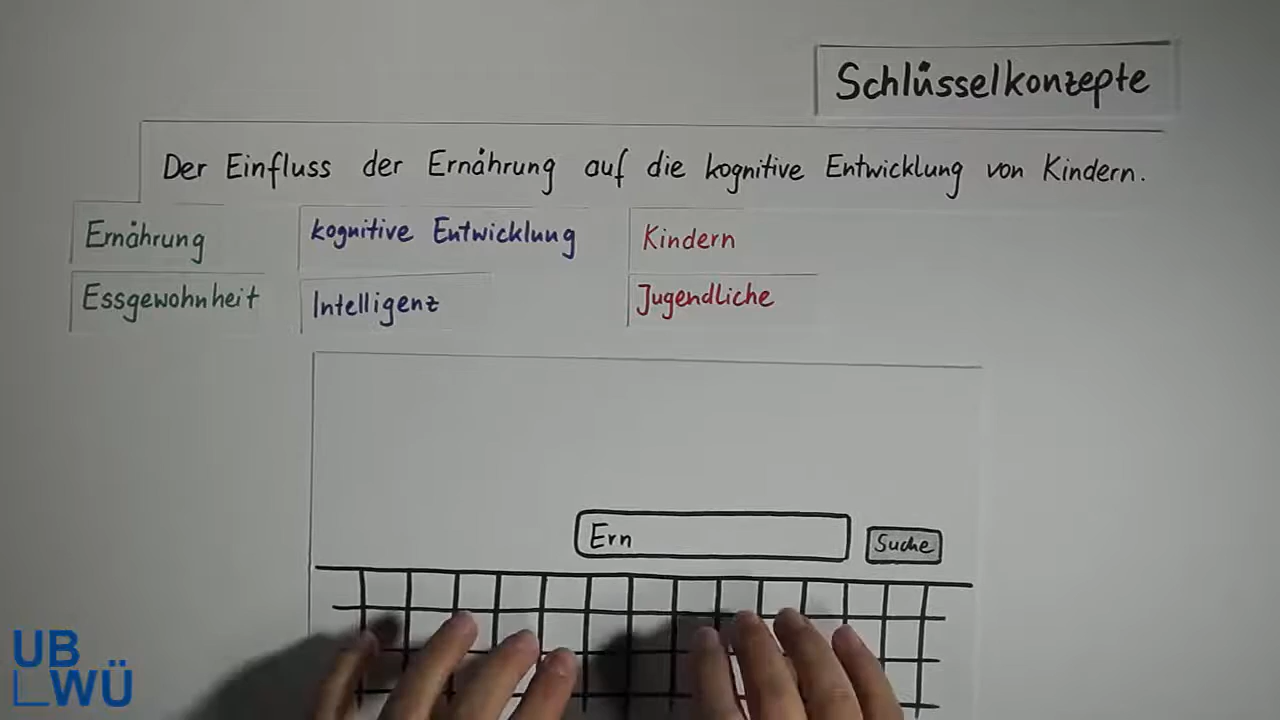 Schlüsselkonzepte
Der Einfluss der Ernährung auf die kognitive Entwicklung von Kindern.
Ernährung kognitive Entwicklung Kindern
Essgewohnheit Intelligenz Jugendliche
Ern Suche
UB
WÜ